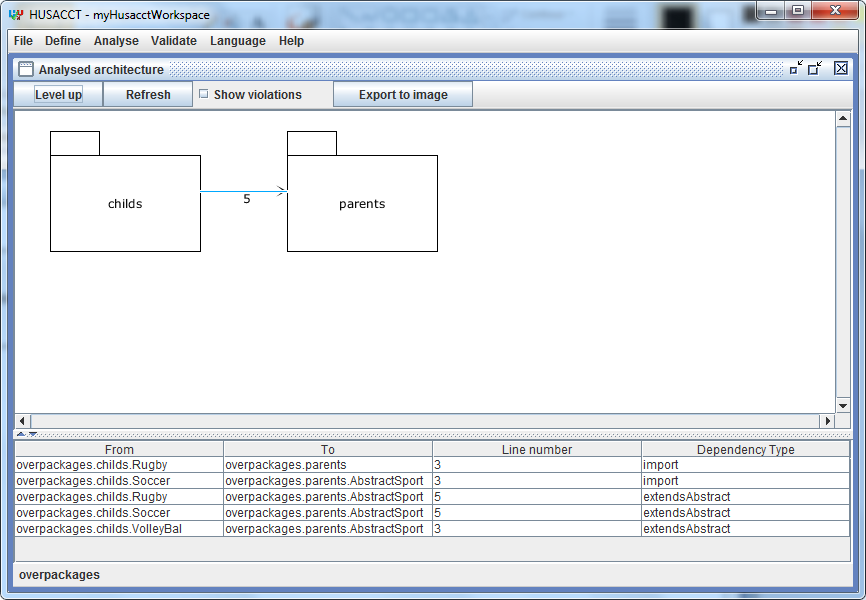 HUSACCT - myHusacctWorkspace
File Define Analyse Validate Language Help
Analysed architecture
Level up Refresh Show violations Export to image
childs
5
parents
From To Line number Dependency Type
overpackages.childs.Rugby overpackages.parents 3 import
overpackages.childs.Soccer overpackages.parents.AbstractSport 3 import
overpackages.childs.Rugby overpackages.parents.AbstractSport 5 extendsAbstract
overpackages.childs.Soccer overpackages.parents.AbstractSport 5 extendsAbstract
overpackages.childs.VolleyBal overpackages.parents.AbstractSport 3 extendsAbstract
overpackages